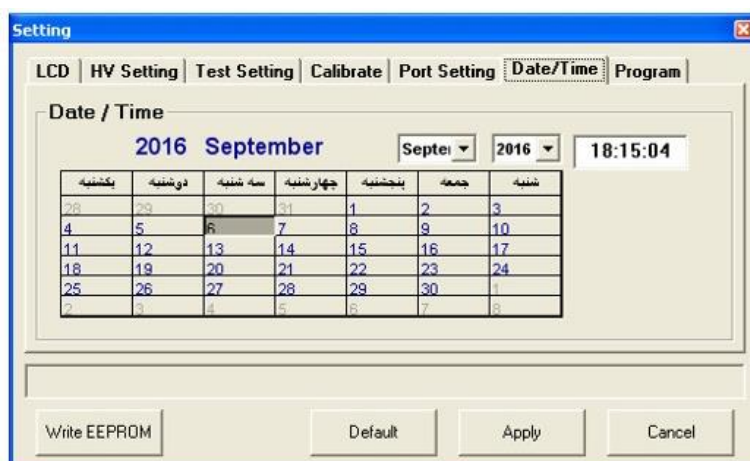 Setting
LCD HV Setting Test Setting Calibrate Port Setting Date/Time Program
Date / Time
2016 September Septe 2016 18:15:04
یکشنبه دوشنبه سه شنبه چهارشنبه پنجشنبه جمعه شنبه
28 29 30 31 1 2 3
4 5 6 7 8 9 10
11 12 13 14 15 16 17
18 19 20 21 22 23 24
25 26 27 28 29 30 1
2 3 4 5 6 7 8
Write EEPROM Default Apply Cancel